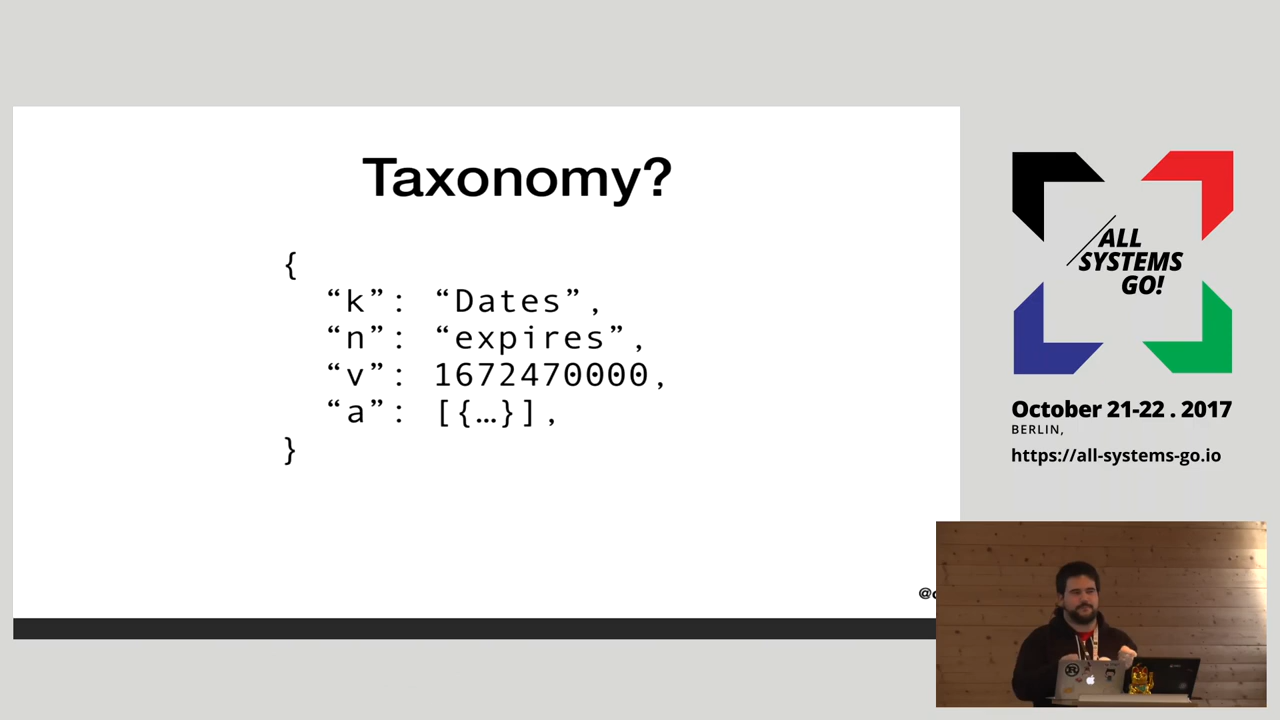 Taxonomy?
{
“k”: “Dates”,
“n”: “expires”,
“v”: 1672470000,
“a”: [{…}],
}
ALL
SYSTEMS
GO!
October 21-22 . 2017
BERLIN,
https://all-systems-go.io